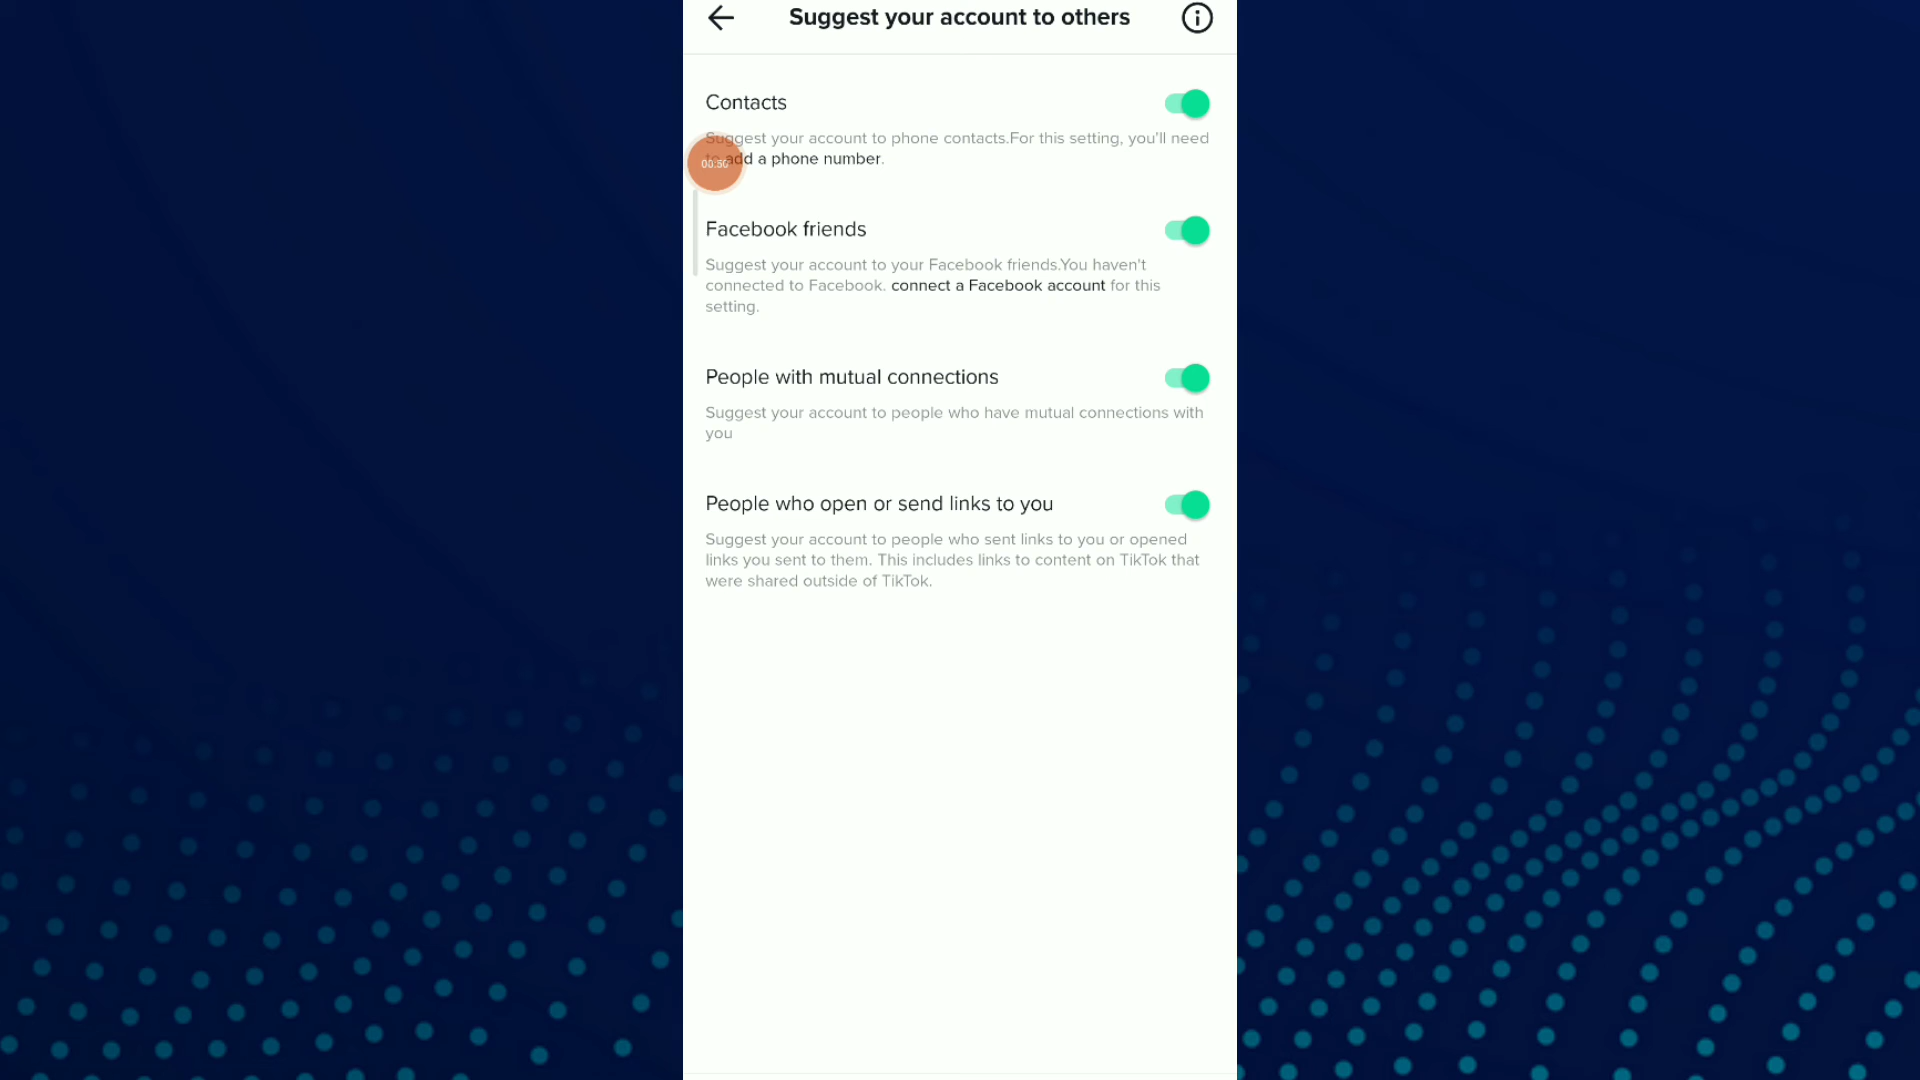 Suggest your account to others
Contacts
Suggest your account to phone contacts.For this setting, you'll need
to add a phone number.
00:50
Facebook friends
Suggest your account to your Facebook friends.You haven't
connected to Facebook. connect a Facebook account for this
setting.
People with mutual connections
Suggest your account to people who have mutual connections with
you
People who open or send links to you
Suggest your account to people who sent links to you or opened
links you sent to them. This includes links to content on TikTok that
were shared outside of TikTok.